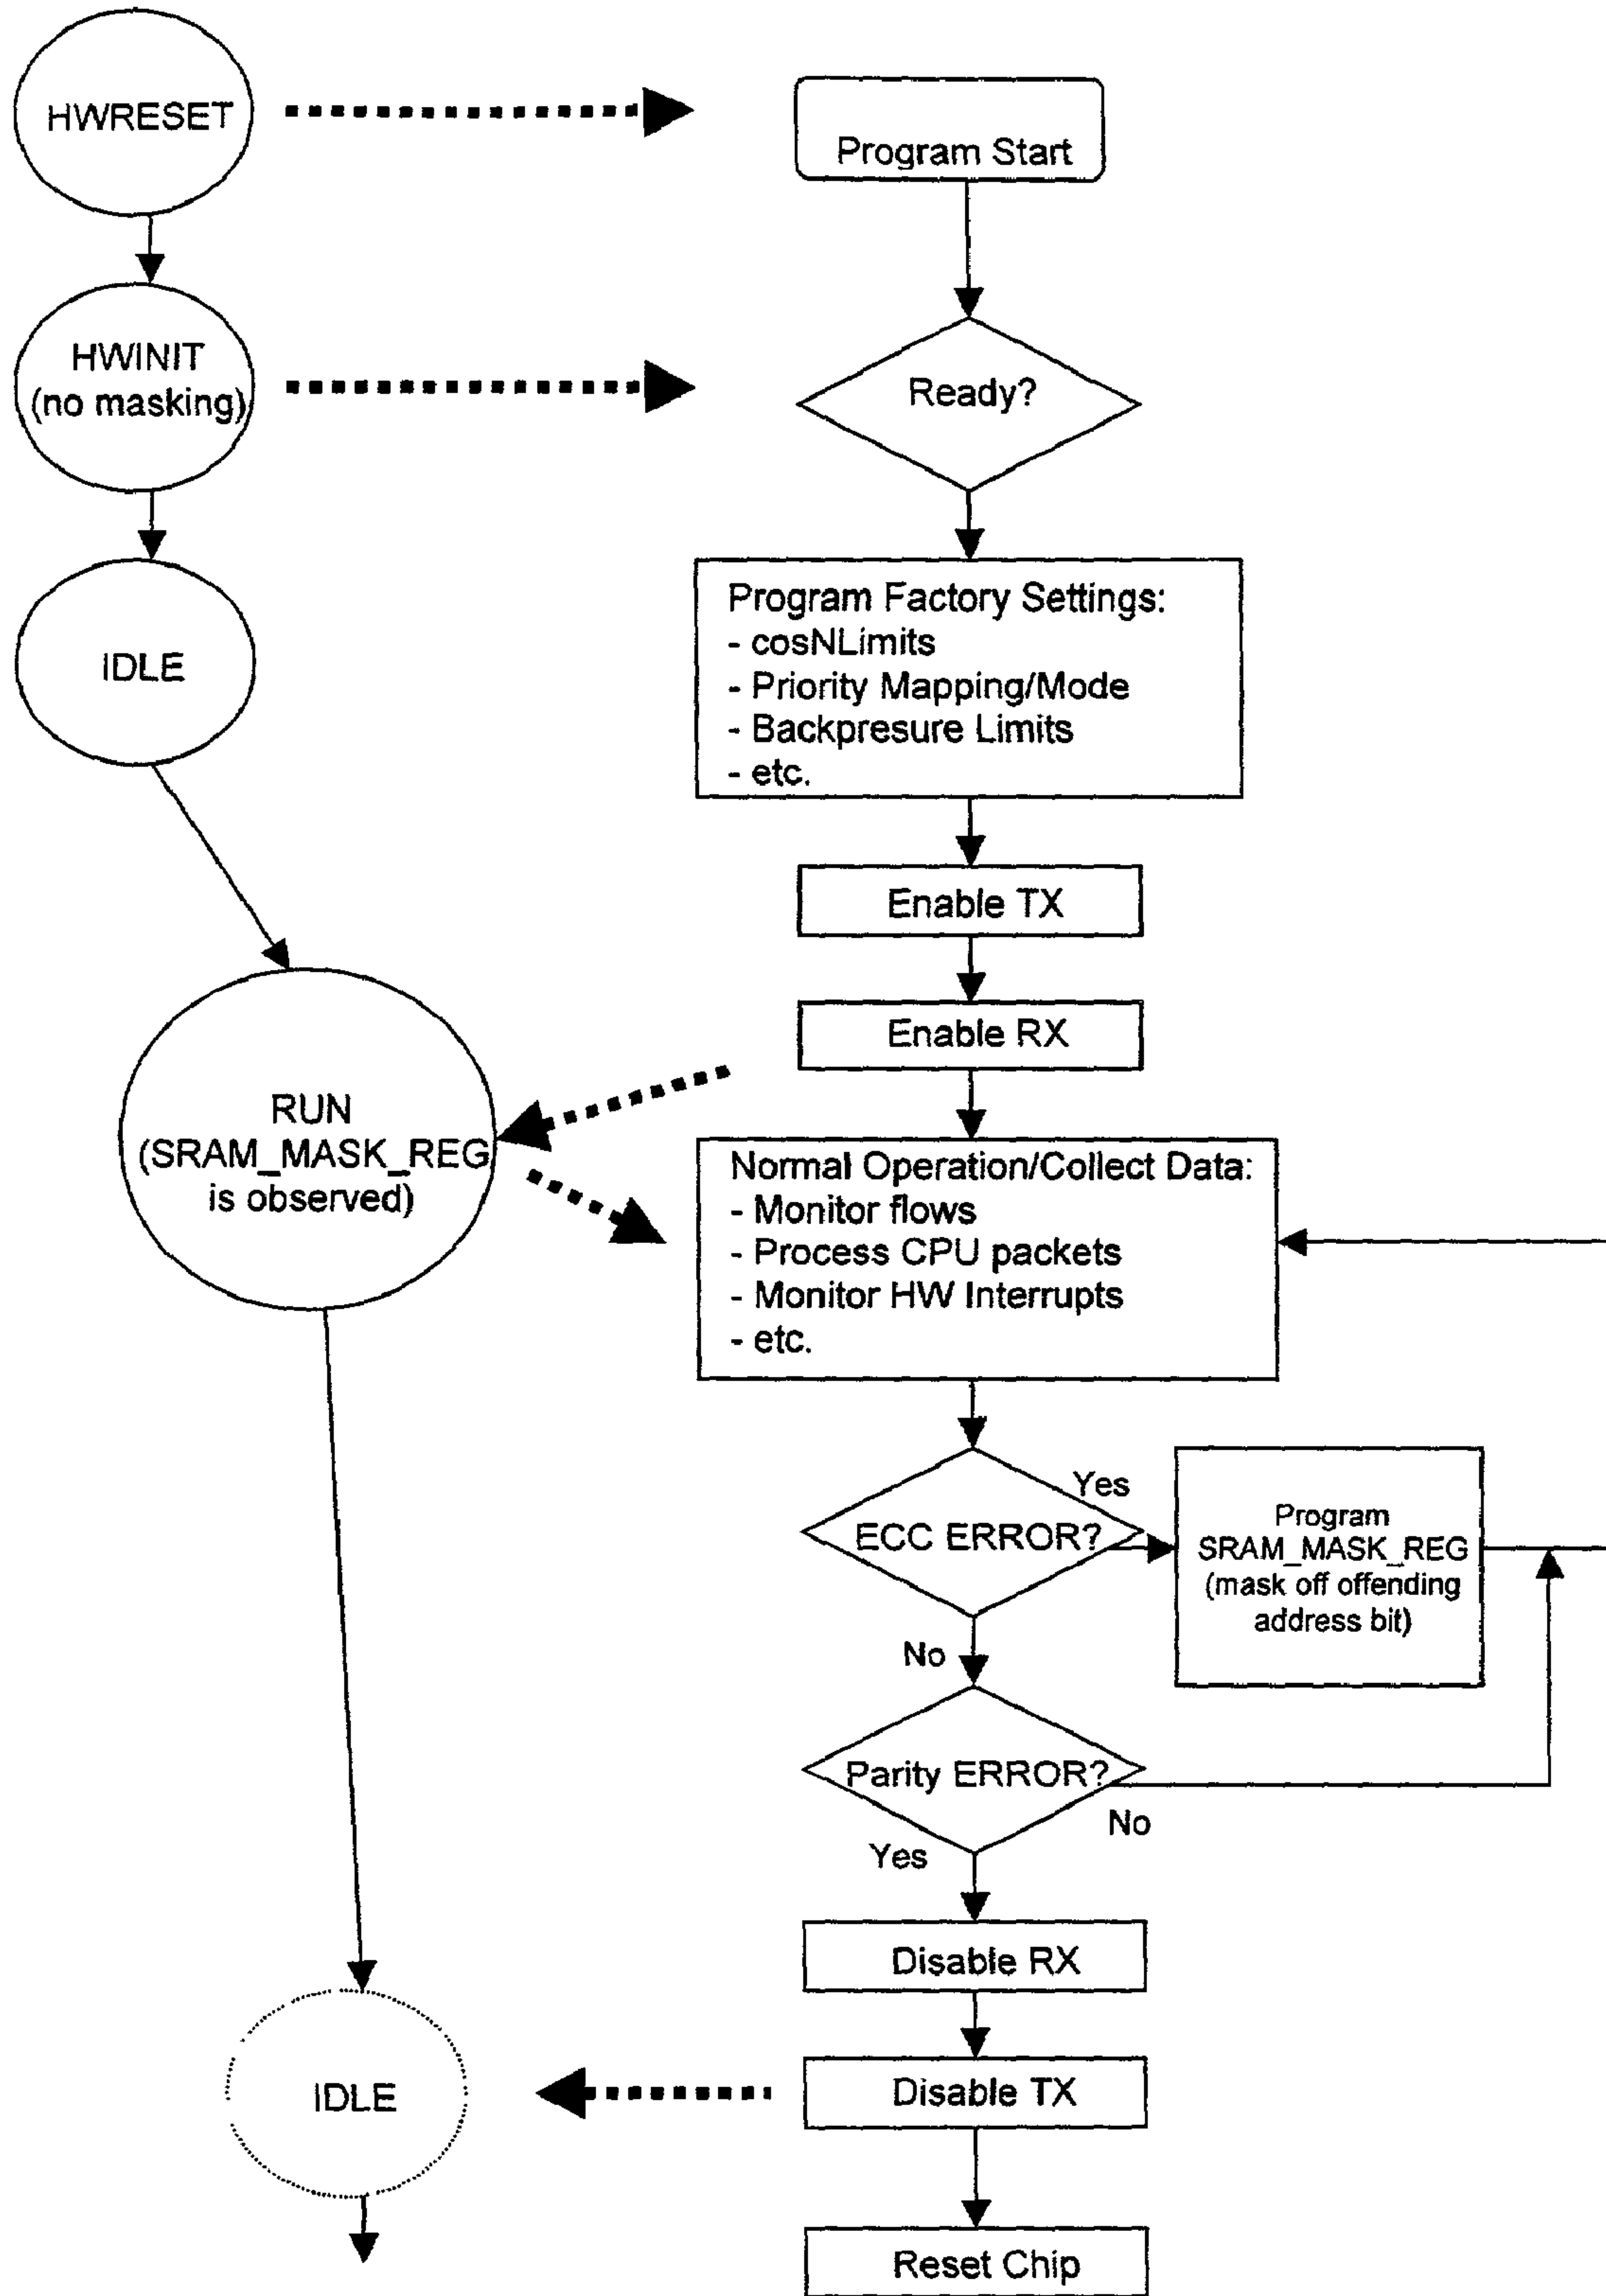 HWRESET
Program Start
HWINIT
(no masking)
Ready?
IDLE
Program Factory Settings:
- cosNLimits
- Priority Mapping/Mode
- Backpresure Limits
- etc.
Enable TX
Enable RX
RUN
(SRAM_MASK_REG
is observed)
Normal Operation/Collect Data:
- Monitor flows
- Process CPU packets
- Monitor HW Interrupts
- etc.
ECC ERROR?
Yes
Program
SRAM_MASK_REG
(mask off offending
address bit)
No
Parity ERROR?
No
Yes
Disable RX
IDLE
Disable TX
Reset Chip